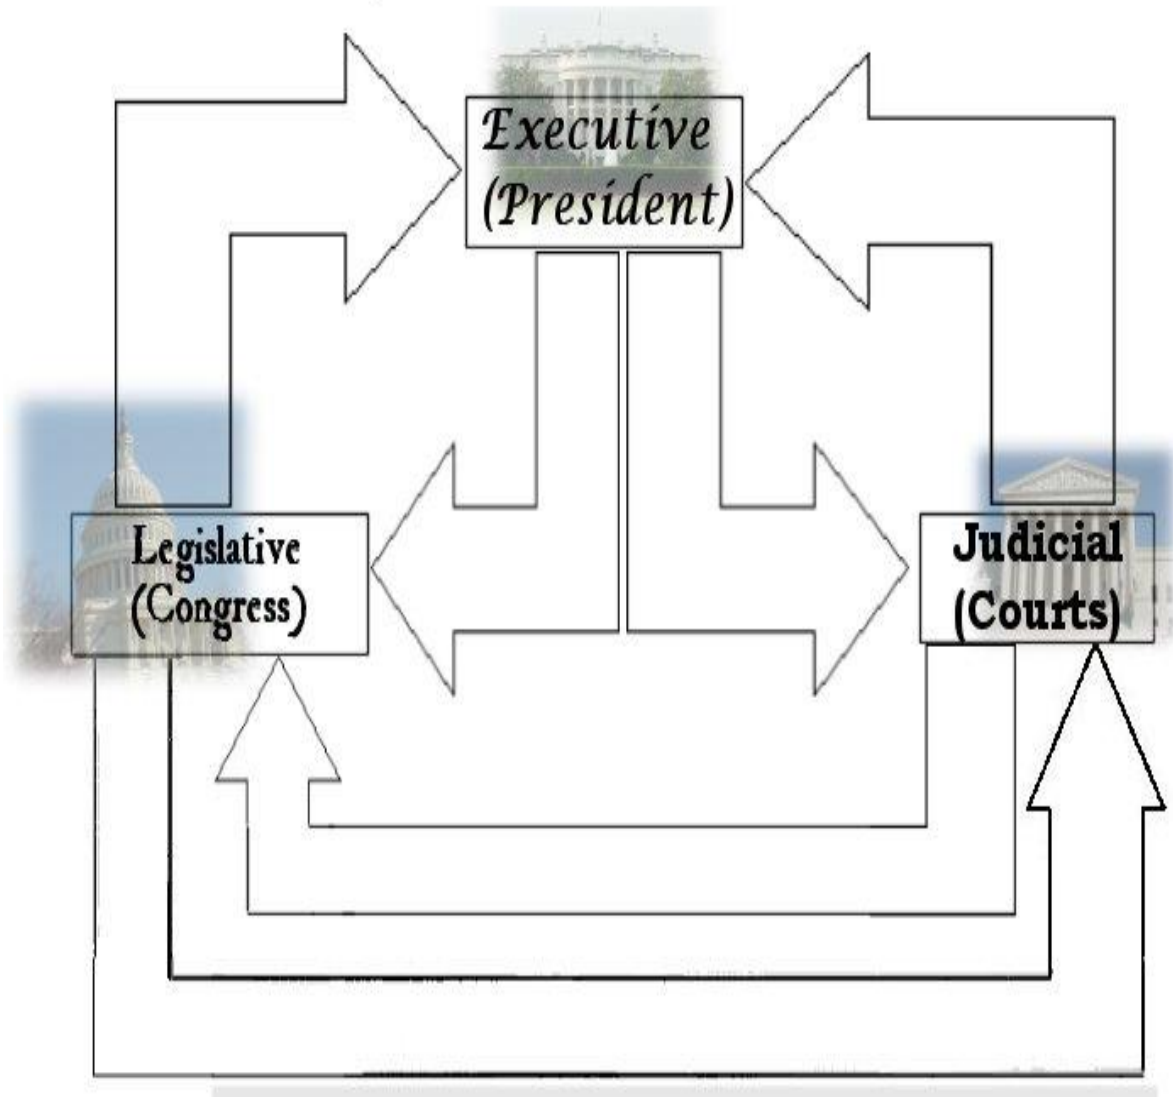 Executive
(President)
Legislative
(Congress)
Judicial
(Courts)